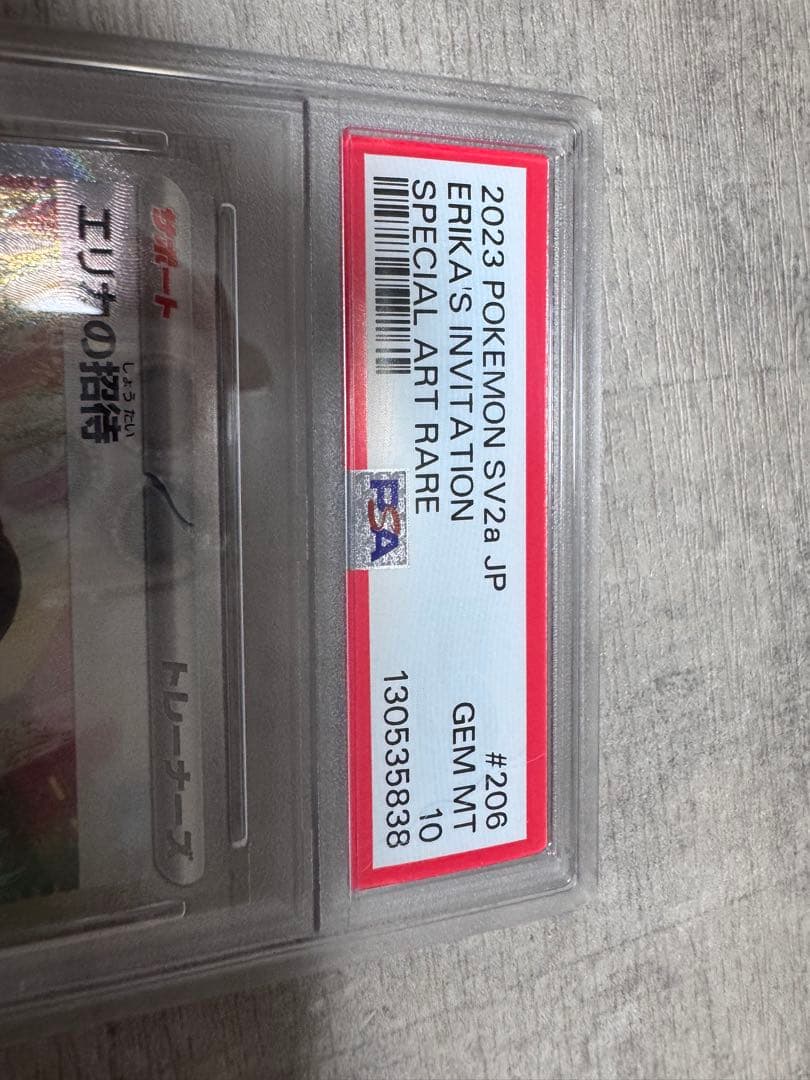 2023 POKEMON SV2a JP #206
ERIKA'S INVITATION GEM MT
SPECIAL ART RARE 10
PSA 130535838
サポート トレーナーズ
しょうたい
エリカの招待